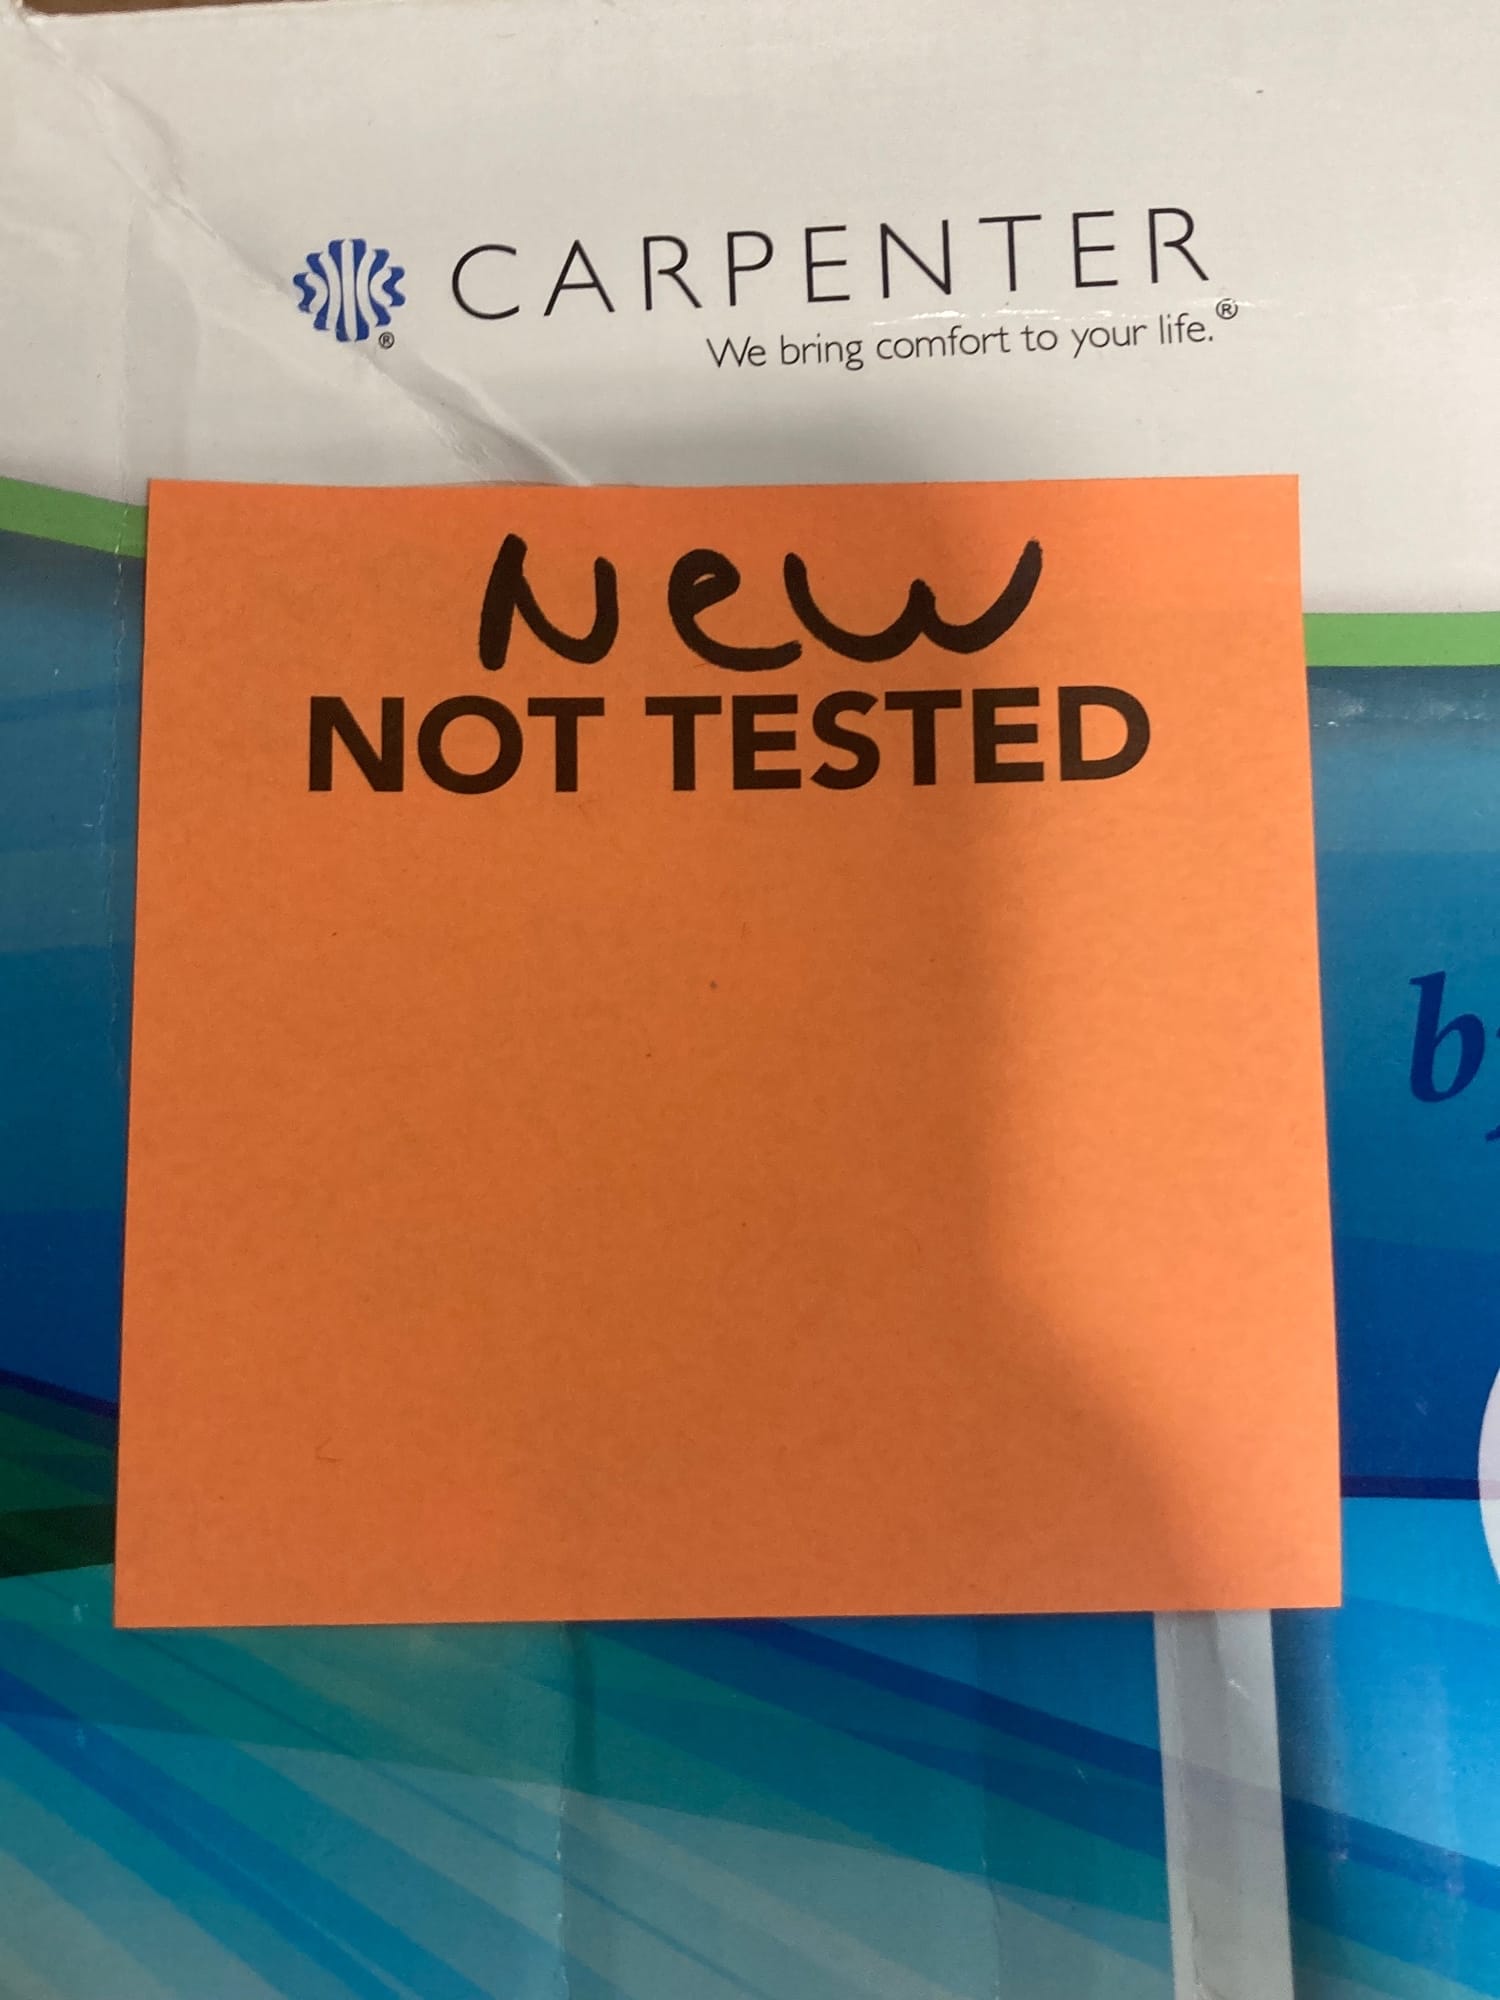 CARPENTER
®
We bring comfort to your life.®
New
NOT TESTED